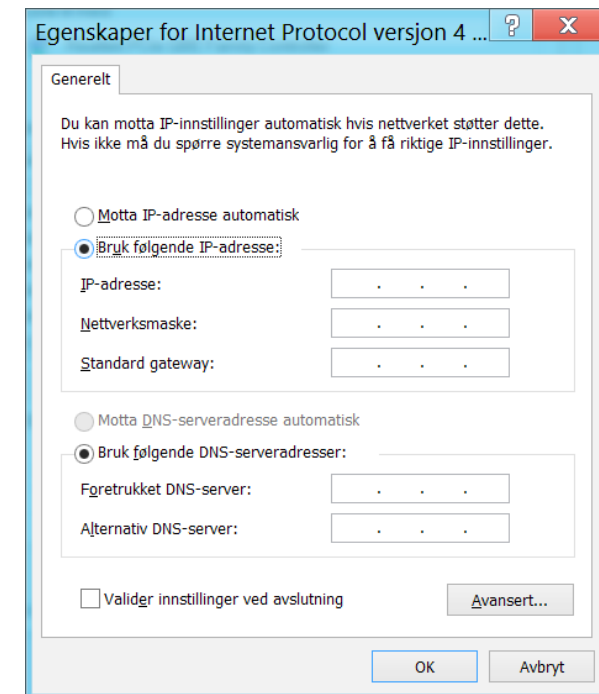 Egenskaper for Internet Protocol versjon 4 ...
Generelt
Du kan motta IP-innstillinger automatisk hvis nettverket støtter dette.
Hvis ikke må du spørre systemansvarlig for å få riktige IP-innstillinger.
Motta IP-adresse automatisk
Bruk følgende IP-adresse:
IP-adresse: . . .
Nettverksmaske: . . .
Standard gateway: . . .
Motta DNS-serveradresse automatisk
Bruk følgende DNS-serveradresser:
Foretrukket DNS-server: . . .
Alternativ DNS-server: . . .
Valider innstillinger ved avslutning
Avansert...
OK
Avbryt